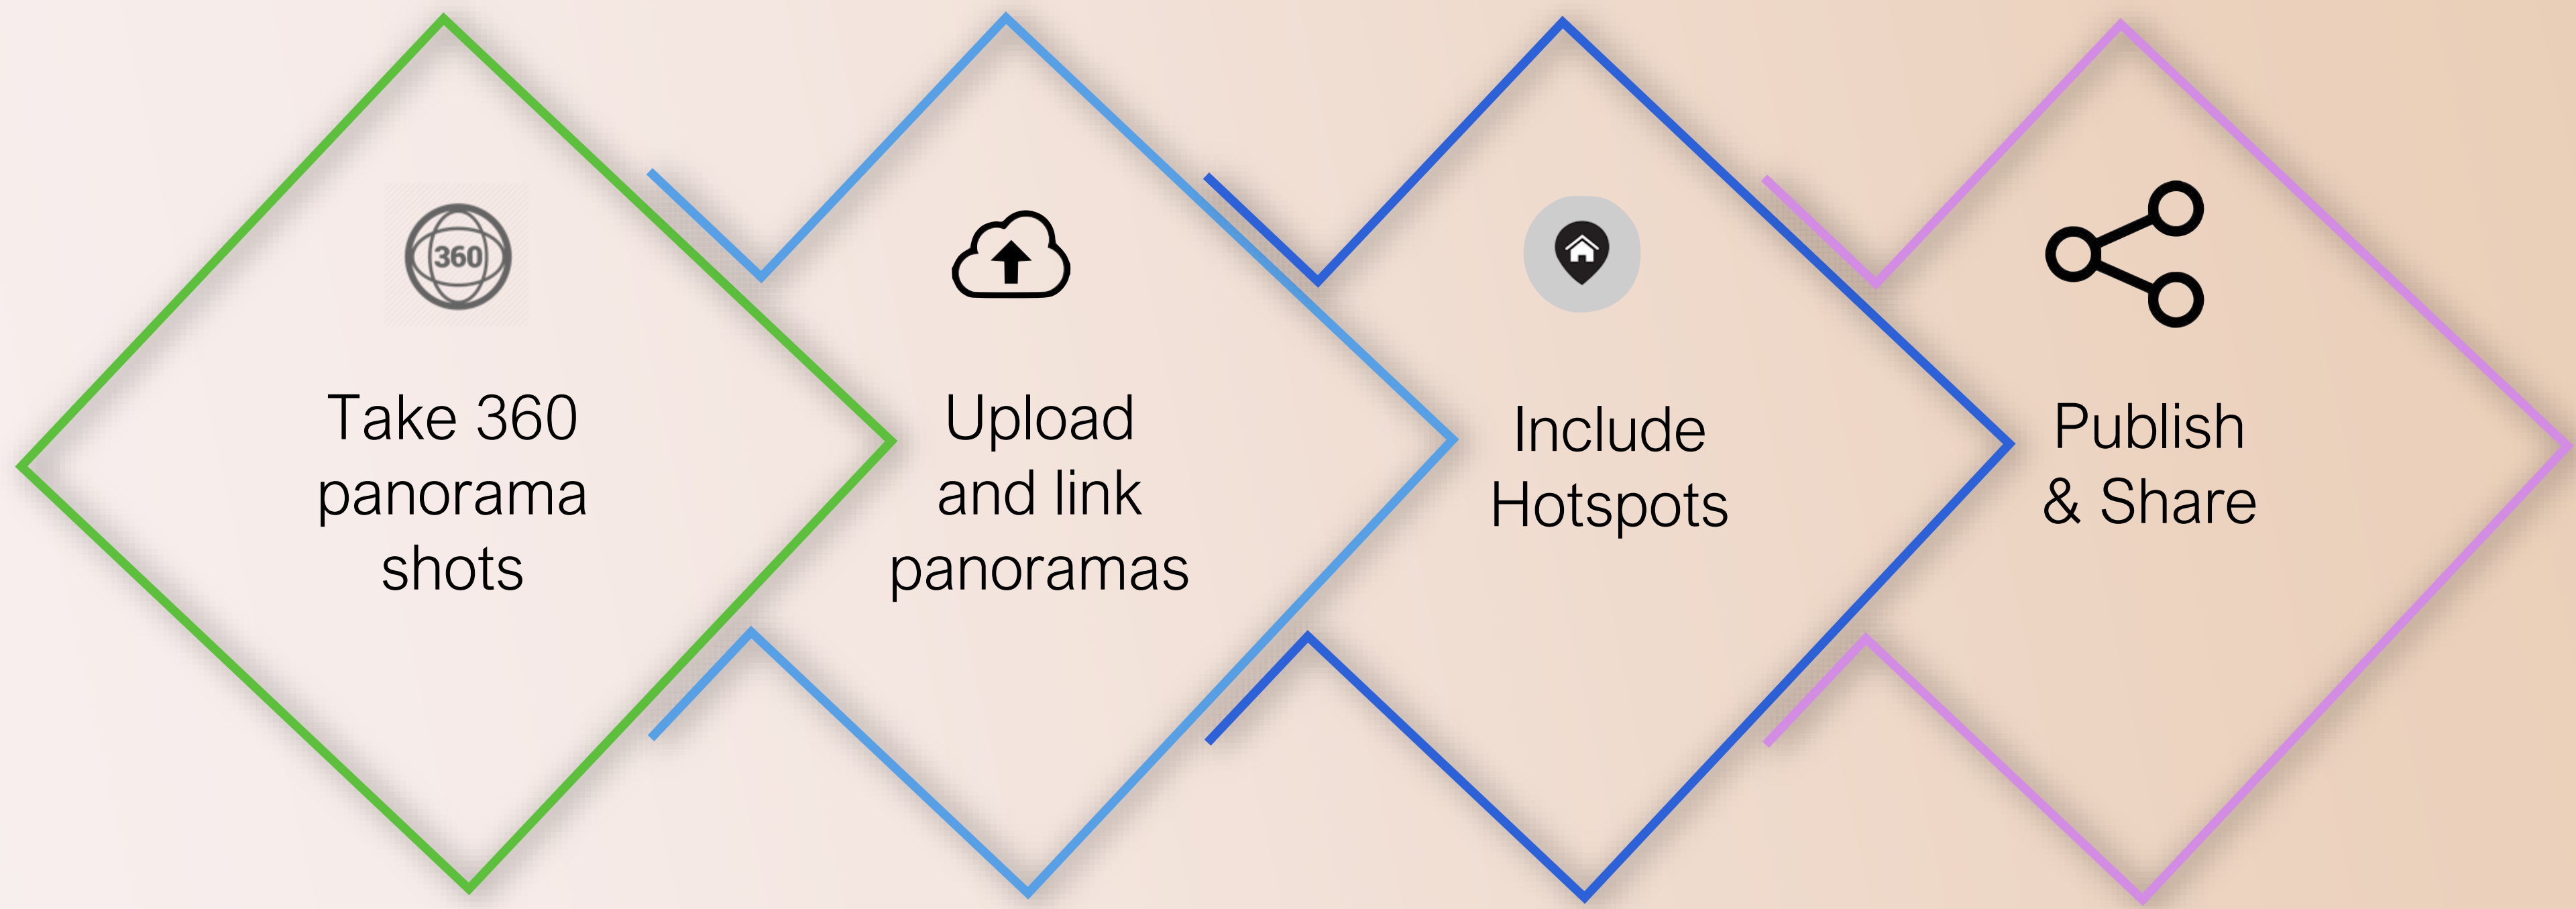 360
Take 360
panorama
shots
Upload
and link
panoramas
Include
Hotspots
Publish
& Share